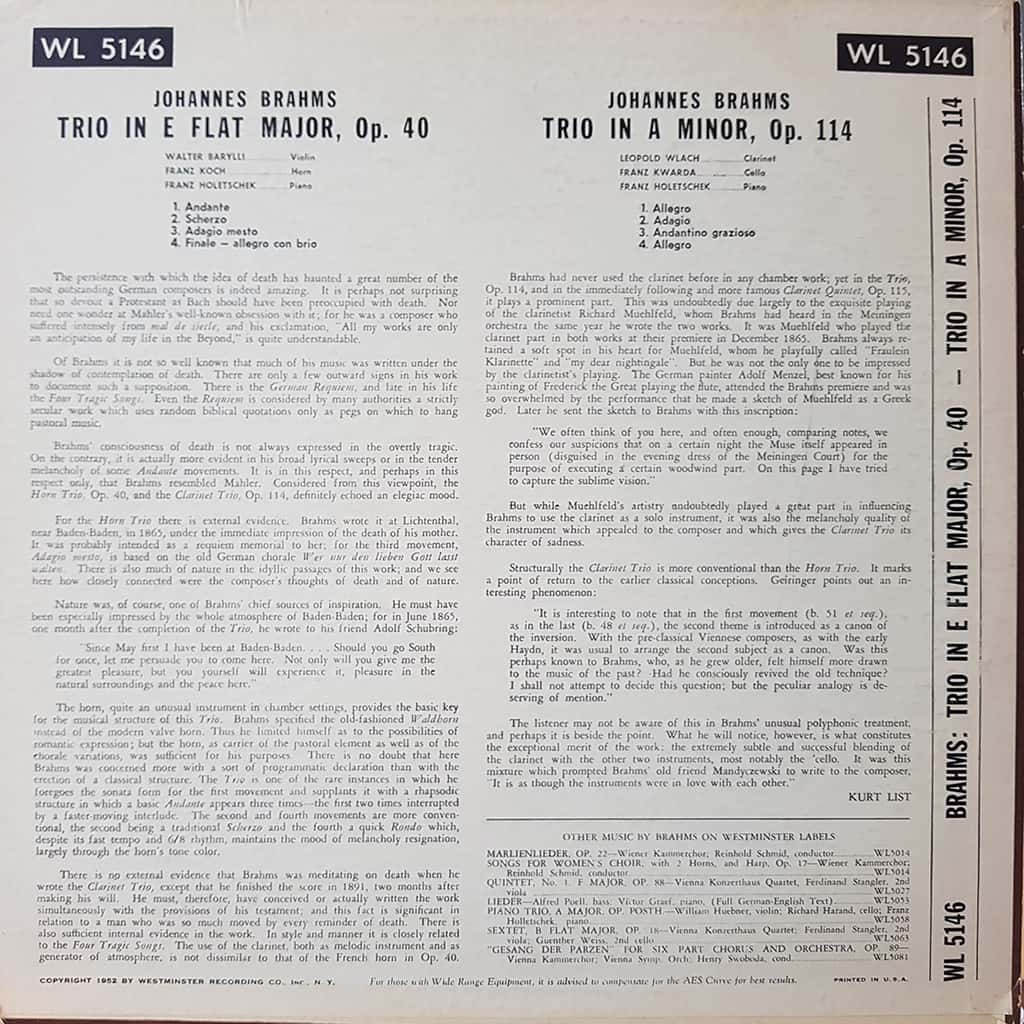 WL 5146
JOHANNES BRAHMS
TRIO IN E FLAT MAJOR, Op. 40
WALTER BARYLLI Violin
FRANZ KOCH Horn
FRANZ HOLETSCHEK Piano
1. Andante
2. Scherzo
3. Adagio mesto
4. Finale – allegro con brio
The persistence with which the idea of death has haunted a great number of the
most outstanding German composers is indeed amazing. It is perhaps not surprising
that so devout a Protestant as Bach should have been preoccupied with death. Nor
need one wonder at Mahler's well-known obsession with it; for he was a composer who
suffered intensely from mal de siecle, and his exclamation, "All my works are only
an anticipation of my life in the Beyond," is quite understandable.
Of Brahms it is not so well known that much of his music was written under the
shadow of contemplation of death. There are only a few outward signs in his work
to document such a supposition. There is the German Requiem, and late in his life
the Four Tragic Songs. Even the Requiem is considered by many authorities a strictly
secular work which uses random biblical quotations only as pegs on which to hang
pastoral music.
Brahms' consciousness of death is not always expressed in the overtly tragic.
On the contrary, it is actually more evident in his broad lyrical sweeps or in the tender
melancholy of some Andante movements. It is in this respect, and perhaps in this
respect only, that Brahms resembled Mahler. Considered from this viewpoint, the
Horn Trio, Op. 40, and the Clarinet Trio, Op. 114, definitely echoed an elegiac mood.
For the Horn Trio there is external evidence. Brahms wrote it at Lichtenthal,
near Baden-Baden, in 1865, under the immediate impression of the death of his mother.
It was probably intended as a requiem memorial to her; for the third movement,
Adagio mesto, is based on the old German chorale Wer nur den lieben Gott lasst
walten. There is also much of nature in the idyllic passages of this work; and we see
here how closely connected were the composer's thoughts of death and of nature.
Nature was, of course, one of Brahms' chief sources of inspiration. He must have
been especially impressed by the whole atmosphere of Baden-Baden; for in June 1865,
one month after the completion of the Trio, he wrote to his friend Adolf Schubring:
"Since May first I have been at Baden-Baden. . . . Should you go South
for once, let me persuade you to come here. Not only will you give me the
greatest pleasure, but you yourself will experience it, pleasure in the
natural surroundings and the peace here."
The horn, quite an unusual instrument in chamber settings, provides the basic key
for the musical structure of this Trio. Brahms specified the old-fashioned Waldhorn
instead of the modern valve horn. Thus he limited himself as to the possibilities of
romantic expression; but the horn, as carrier of the pastoral element as well as of the
chorale variations, was sufficient for his purposes. There is no doubt that here
Brahms was concerned more with a sort of programmatic declaration than with the
erection of a classical structure. The Trio is one of the rare instances in which he
foregoes the sonata form for the first movement and supplants it with a rhapsodic
structure in which a basic Andante appears three times—the first two times interrupted
by a faster-moving interlude. The second and fourth movements are more conven-
tional, the second being a traditional Scherzo and the fourth a quick Rondo which,
despite its fast tempo and 6/8 rhythm, maintains the mood of melancholy resignation,
largely through the horn's tone color.
There is no external evidence that Brahms was meditating on death when he
wrote the Clarinet Trio, except that he finished the score in 1891, two months after
making his will. He must, therefore, have conceived or actually written the work
simultaneously with the provisions of his testament; and this fact is significant in
relation to a man who was so much moved by every reminder of death. There is
also sufficient internal evidence in the work. In style and manner it is closely related
to the Four Tragic Songs. The use of the clarinet, both as melodic instrument and as
generator of atmosphere, is not dissimilar to that of the French horn in Op. 40.
WL 5146
JOHANNES BRAHMS
TRIO IN A MINOR, Op. 114
LEOPOLD WLACH Clarinet
FRANZ KWARDA Cello
FRANZ HOLETSCHEK Piano
1. Allegro
2. Adagio
3. Andantino grazioso
4. Allegro
Brahms had never used the clarinet before in any chamber work; yet in the Trio,
Op. 114, and in the immediately following and more famous Clarinet Quintet, Op. 115,
it plays a prominent part. This was undoubtedly due largely to the exquisite playing
of the clarinetist Richard Muehlfeld, whom Brahms had heard in the Meiningen
orchestra the same year he wrote the two works. It was Muehlfeld who played the
clarinet part in both works at their premiere in December 1865. Brahms always re-
tained a soft spot in his heart for Muehlfeld, whom he playfully called "Fraulein
Klarinette" and "my dear nightingale". But he was not the only one to be impressed
by the clarinetist's playing. The German painter Adolf Menzel, best known for his
painting of Frederick the Great playing the flute, attended the Brahms premiere and was
so overwhelmed by the performance that he made a sketch of Muehlfeld as a Greek
god. Later he sent the sketch to Brahms with this inscription:
"We often think of you here, and often enough, comparing notes, we
confess our suspicions that on a certain night the Muse itself appeared in
person (disguised in the evening dress of the Meiningen Court) for the
purpose of executing a certain woodwind part. On this page I have tried
to capture the sublime vision."
But while Muehlfeld's artistry undoubtedly played a great part in influencing
Brahms to use the clarinet as a solo instrument, it was also the melancholy quality of
the instrument which appealed to the composer and which gives the Clarinet Trio its
character of sadness.
Structurally the Clarinet Trio is more conventional than the Horn Trio. It marks
a point of return to the earlier classical conceptions. Geiringer points out an in-
teresting phenomenon:
"It is interesting to note that in the first movement (b. 51 et seq.),
as in the last (b. 48 et seq.), the second theme is introduced as a canon of
the inversion. With the pre-classical Viennese composers, as with the early
Haydn, it was usual to arrange the second subject as a canon. Was this
perhaps known to Brahms, who, as he grew older, felt himself more drawn
to the music of the past? Had he consciously revived the old technique?
I shall not attempt to decide this question; but the peculiar analogy is de-
serving of mention."
The listener may not be aware of this in Brahms' unusual polyphonic treatment,
and perhaps it is beside the point. What he will notice, however, is what constitutes
the exceptional merit of the work: the extremely subtle and successful blending of
the clarinet with the other two instruments, most notably the 'cello. It was this
mixture which prompted Brahms' old friend Mandyczewski to write to the composer,
"It is as though the instruments were in love with each other."
KURT LIST
OTHER MUSIC BY BRAHMS ON WESTMINSTER LABELS
MARLIENLIEDER, OP. 22—Wiener Kammerchor; Reinhold Schmid, conductor WL5014
SONGS FOR WOMEN'S CHOIR; with 2 Horns, and Harp, Op. 17—Wiener Kammerchor;
Reinhold Schmid, conductor WL5014
QUINTET, No. 1, F MAJOR, OP. 88—Vienna Konzerthaus Quartet, Ferdinand Stangler, 2nd
viola WL5027
LIEDER—Alfred Poell, bass; Victor Graef, piano, (Full German-English Text) WL5053
PIANO TRIO, A MAJOR, OP. POSTH—William Huebner, violin; Richard Harand, cello; Franz
Holletschek, piano WL5058
SEXTET, B FLAT MAJOR, OP. 18—Vienna Konzerthaus Quartet; Ferdinand Stangler, 2nd
viola; Guenther Weiss, 2nd cello WL5063
"GESANG DER PARZEN" FOR SIX PART CHORUS AND ORCHESTRA, OP. 89—
Vienna Kammerchor; Vienna Symp. Orch; Henry Swoboda, cond. WL5081
COPYRIGHT 1952 BY WESTMINSTER RECORDING CO., INC., N. Y.
For those with Wide Range Equipment, it is advised to compensate for the AES Curve for best results.
PRINTED IN U.S.A.
WL 5146 BRAHMS: TRIO IN E FLAT MAJOR, Op. 40 – TRIO IN A MINOR, Op. 114